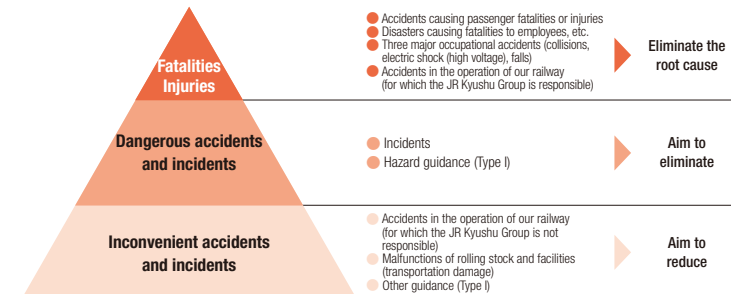 Fatalities
Injuries
Accidents causing passenger fatalities or injuries
Disasters causing fatalities to employees, etc.
Three major occupational accidents (collisions,
electric shock (high voltage), falls)
Accidents in the operation of our railway
(for which the JR Kyushu Group is responsible)
Eliminate the
root cause
Dangerous accidents
and incidents
Incidents
Hazard guidance (Type I)
Aim to
eliminate
Inconvenient accidents
and incidents
Accidents in the operation of our railway
(for which the JR Kyushu Group is not
responsible)
Malfunctions of rolling stock and facilities
(transportation damage)
Other guidance (Type I)
Aim to
reduce